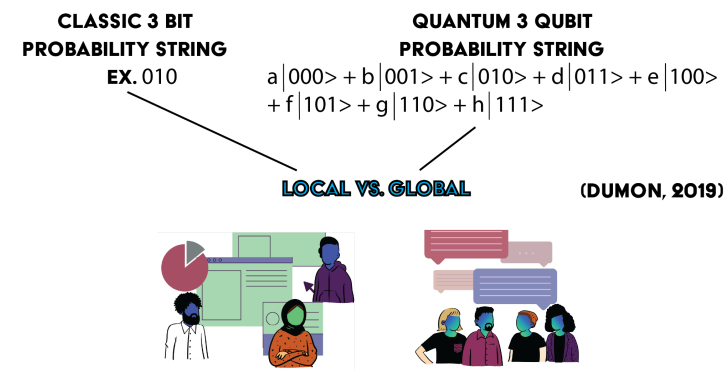 CLASSIC 3 BIT
PROBABILITY STRING
EX. 010
QUANTUM 3 QUBIT
PROBABILITY STRING
a|000> + b|001> + c|010> + d|011> + e|100>
+ f|101> + g|110> + h|111>
LOCAL VS. GLOBAL
(DUMON, 2019)